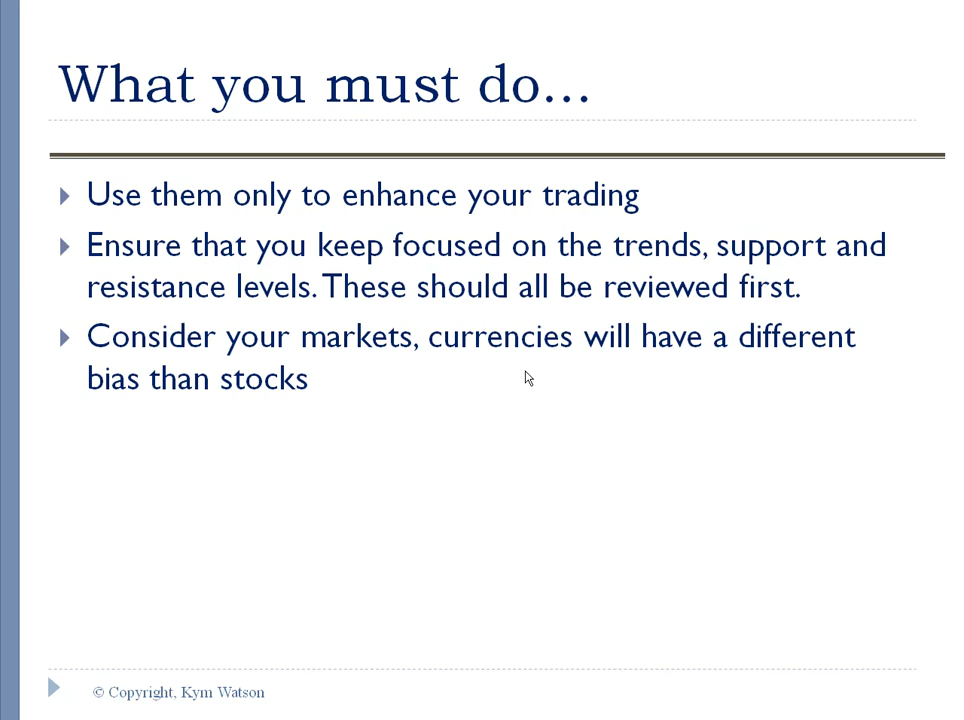 What you must do...
Use them only to enhance your trading
Ensure that you keep focused on the trends, support and
resistance levels. These should all be reviewed first.
Consider your markets, currencies will have a different
bias than stocks
© Copyright, Kym Watson